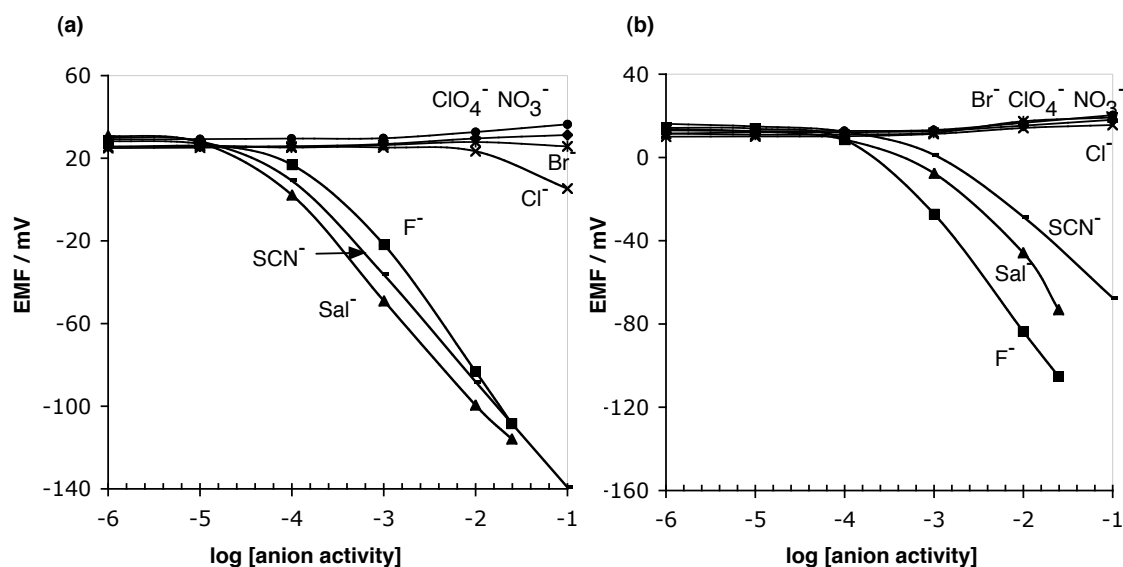 (a)
60
20
-20
-60
-100
-140
EMF / mV
ClO4- NO3-
Br-
Cl-
F-
SCN-
Sal-
-6 -5 -4 -3 -2 -1
log [anion activity]
(b)
40
0
-40
-80
-120
-160
EMF / mV
Br- ClO4- NO3-
Cl-
SCN-
Sal-
F-
-6 -5 -4 -3 -2 -1
log [anion activity]